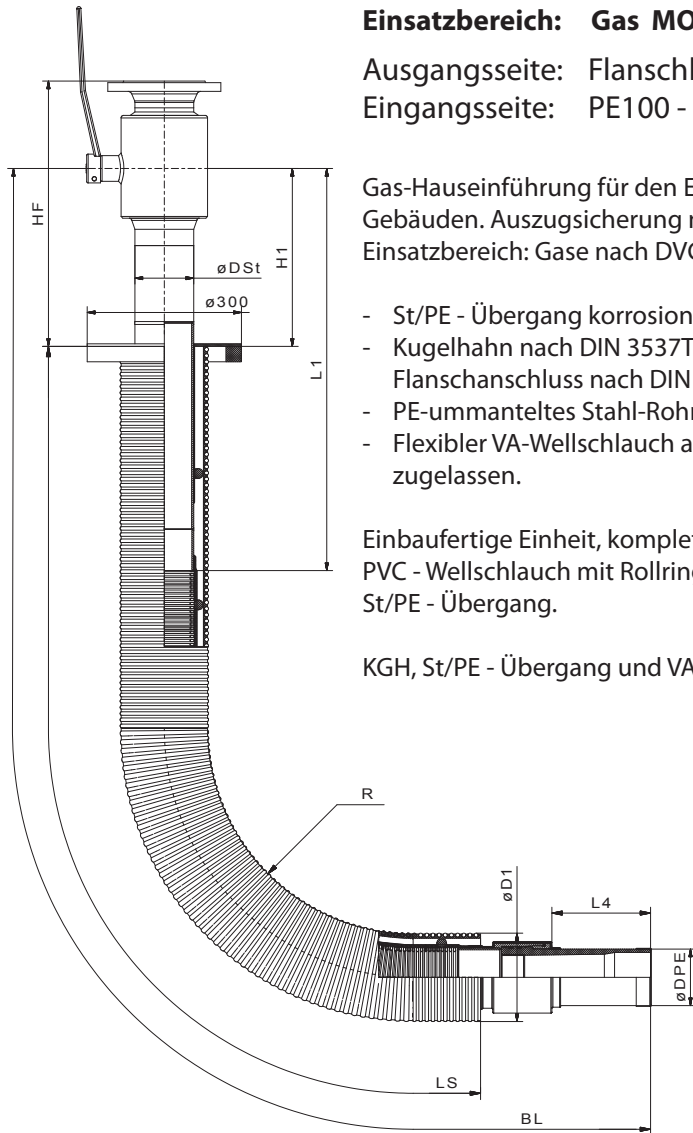 Einsatzbereich: Gas MO
Ausgangsseite: Flanschl
Eingangsseite: PE100 -
Gas-Hauseinführung für den E
Gebäuden. Auszugsicherung r
Einsatzbereich: Gase nach DVG
- St/PE - Übergang korrosion
- Kugelhahn nach DIN 3537T
Flanschanschluss nach DIN
- PE-ummanteltes Stahl-Rohr
- Flexibler VA-Wellschlauch a
zugelassen.
Einbaufertige Einheit, komplet
PVC - Wellschlauch mit Rollring
St/PE - Übergang.
KGH, St/PE - Übergang und VA
HF
H1
øDSt
ø300
L1
R
øD1
L4
øDPE
LS
BL